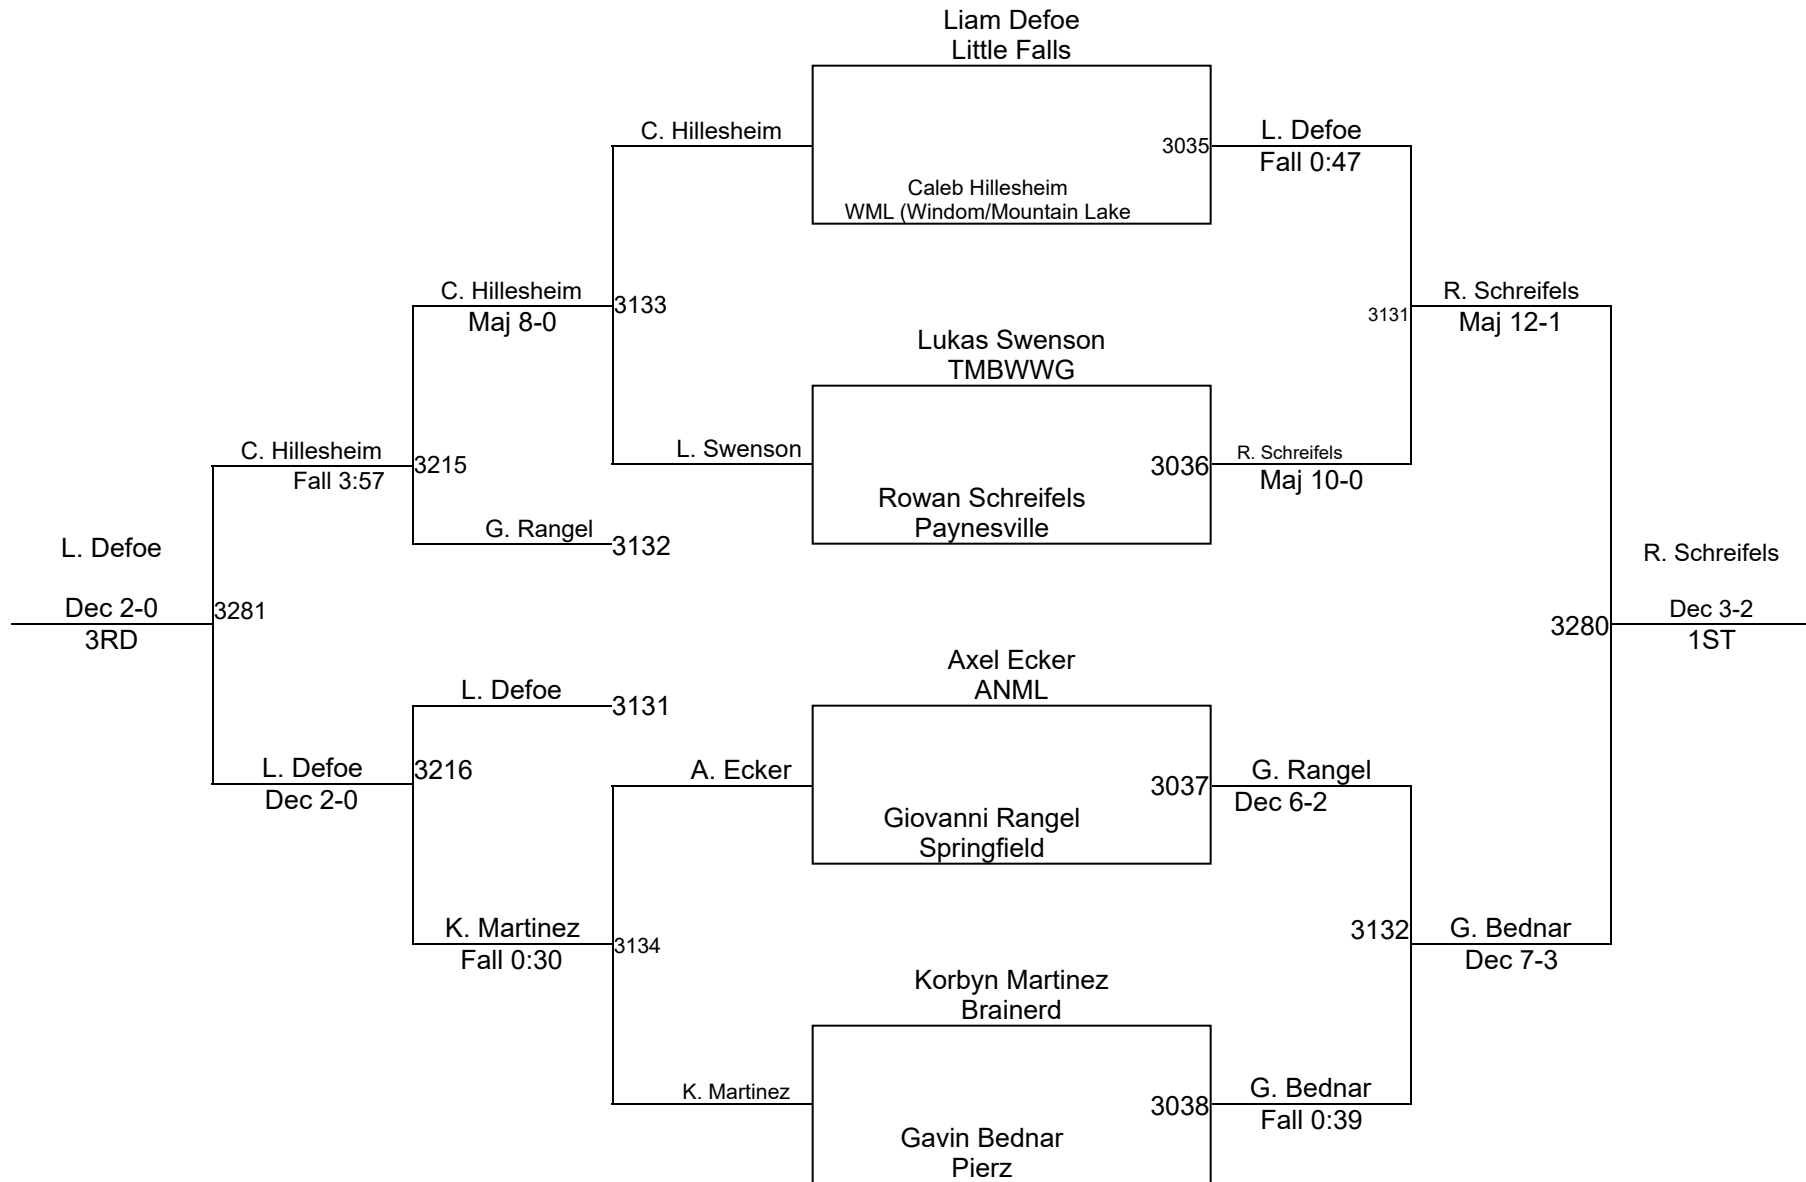 Liam Defoe
Little Falls
C. Hillesheim
3035
L. Defoe
Fall 0:47
Caleb Hillesheim
WML (Windom/Mountain Lake
C. Hillesheim
Maj 8-0
3133
3131
R. Schreifels
Maj 12-1
Lukas Swenson
TMBWWG
C. Hillesheim
Fall 3:57
3215
L. Swenson
3036
R. Schreifels
Maj 10-0
Rowan Schreifels
Paynesville
G. Rangel
3132
L. Defoe
Dec 2-0
3RD
3281
R. Schreifels
3280
Dec 3-2
1ST
Axel Ecker
ANML
L. Defoe
3131
L. Defoe
Dec 2-0
3216
A. Ecker
3037
G. Rangel
Dec 6-2
Giovanni Rangel
Springfield
K. Martinez
Fall 0:30
3134
3132
G. Bednar
Dec 7-3
Korbyn Martinez
Brainerd
K. Martinez
3038
G. Bednar
Fall 0:39
Gavin Bednar
Pierz